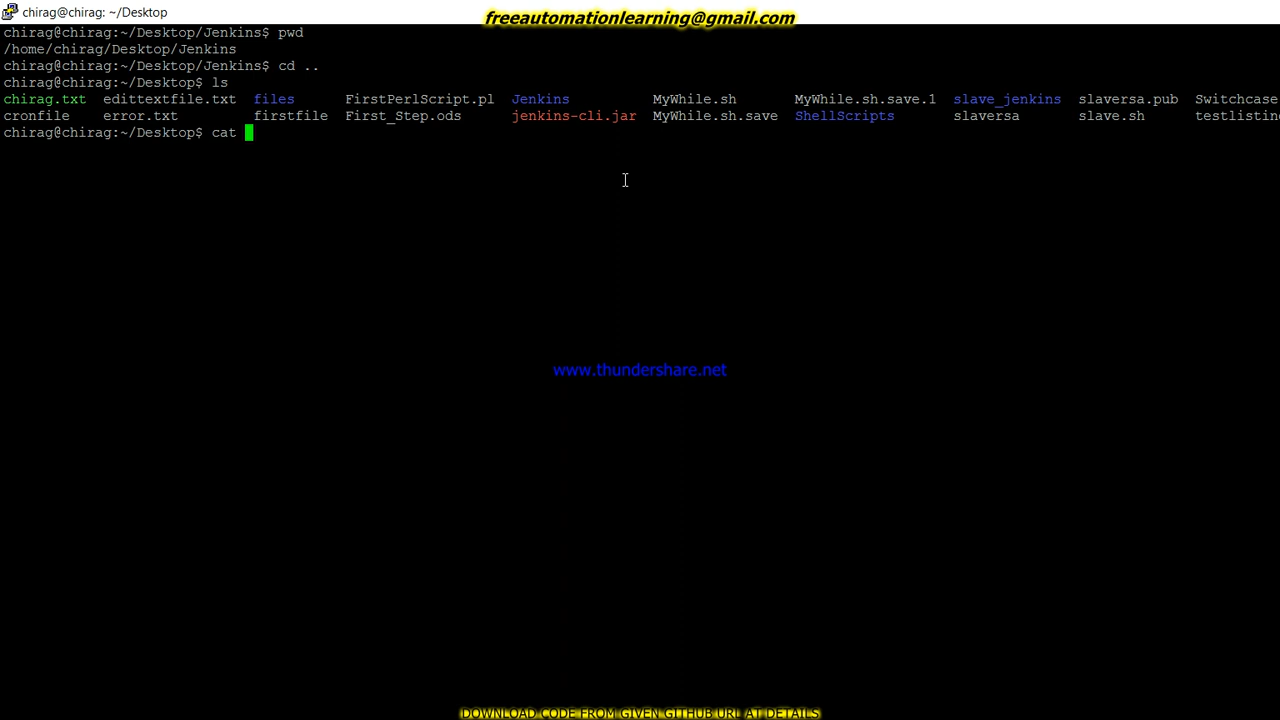 chirag@chirag: ~/Desktop
freeautomationlearning@gmail.com
chirag@chirag:~/Desktop/Jenkins$ pwd
/home/chirag/Desktop/Jenkins
chirag@chirag:~/Desktop/Jenkins$ cd ..
chirag@chirag:~/Desktop$ ls
chirag.txt edittextfile.txt files FirstPerlScript.pl Jenkins MyWhile.sh MyWhile.sh.save.1 slave_jenkins slaversa.pub Switchcase
cronfile error.txt firstfile First_Step.ods jenkins-cli.jar MyWhile.sh.save ShellScripts slaversa slave.sh testlistin
chirag@chirag:~/Desktop$ cat
www.thundershare.net
DOWNLOAD CODE FROM GIVEN GITHUB URL AT DETAILS